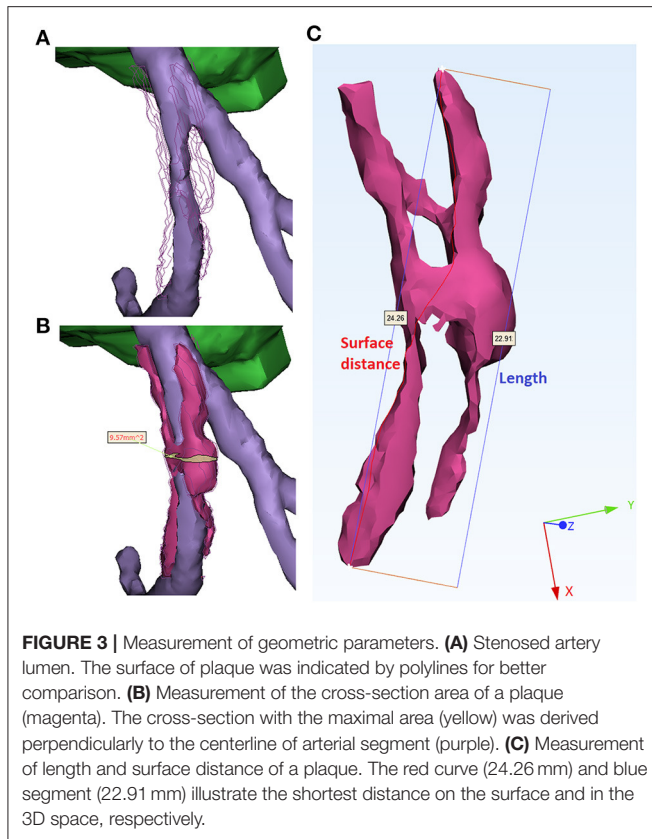 A
C
B
9.57mm^2
24.26
Surface
distance
22.91
Length
Y
Z
X
FIGURE 3 | Measurement of geometric parameters. (A) Stenosed artery
lumen. The surface of plaque was indicated by polylines for better
comparison. (B) Measurement of the cross-section area of a plaque
(magenta). The cross-section with the maximal area (yellow) was derived
perpendicularly to the centerline of arterial segment (purple). (C) Measurement
of length and surface distance of a plaque. The red curve (24.26 mm) and blue
segment (22.91 mm) illustrate the shortest distance on the surface and in the
3D space, respectively.